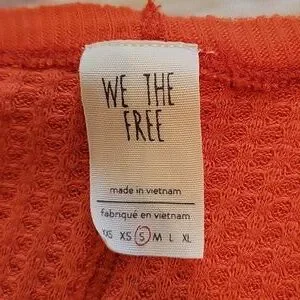 WE THE
FREE
made in vietnam
fabriqué en vietnam
XXS XS S M L XL